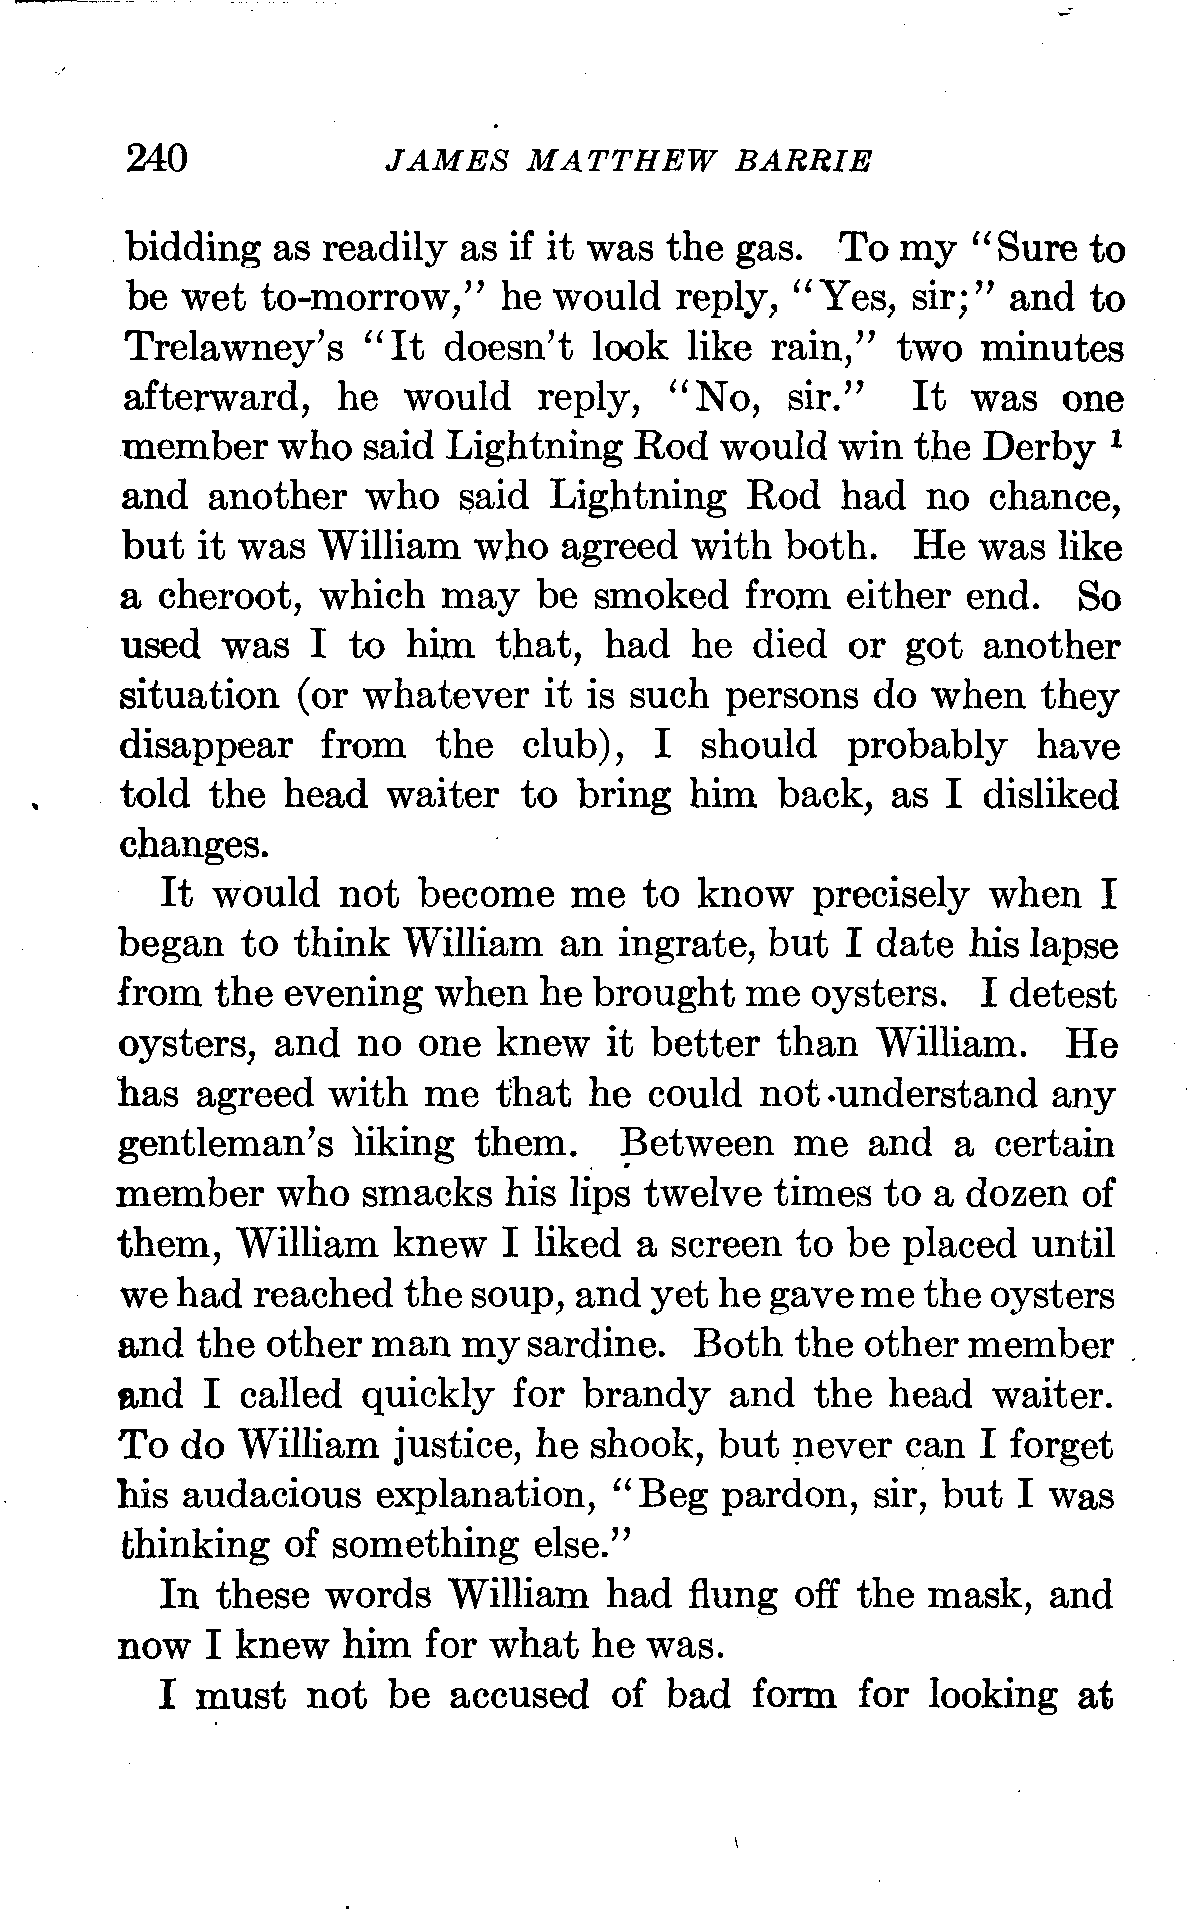 240 JAMES MATTHEW BARRIE
bidding as readily as if it was the gas. To my "Sure to
be wet to-morrow," he would reply, "Yes, sir;" and to
Trelawney's "It doesn't look like rain," two minutes
afterward, he would reply, "No, sir." It was one
member who said Lightning Rod would win the Derby ¹
and another who said Lightning Rod had no chance,
but it was William who agreed with both. He was like
a cheroot, which may be smoked from either end. So
used was I to him that, had he died or got another
situation (or whatever it is such persons do when they
disappear from the club), I should probably have
told the head waiter to bring him back, as I disliked
changes.
It would not become me to know precisely when I
began to think William an ingrate, but I date his lapse
from the evening when he brought me oysters. I detest
oysters, and no one knew it better than William. He
has agreed with me that he could not understand any
gentleman's liking them. Between me and a certain
member who smacks his lips twelve times to a dozen of
them, William knew I liked a screen to be placed until
we had reached the soup, and yet he gave me the oysters
and the other man my sardine. Both the other member
and I called quickly for brandy and the head waiter.
To do William justice, he shook, but never can I forget
his audacious explanation, "Beg pardon, sir, but I was
thinking of something else."
In these words William had flung off the mask, and
now I knew him for what he was.
I must not be accused of bad form for looking at